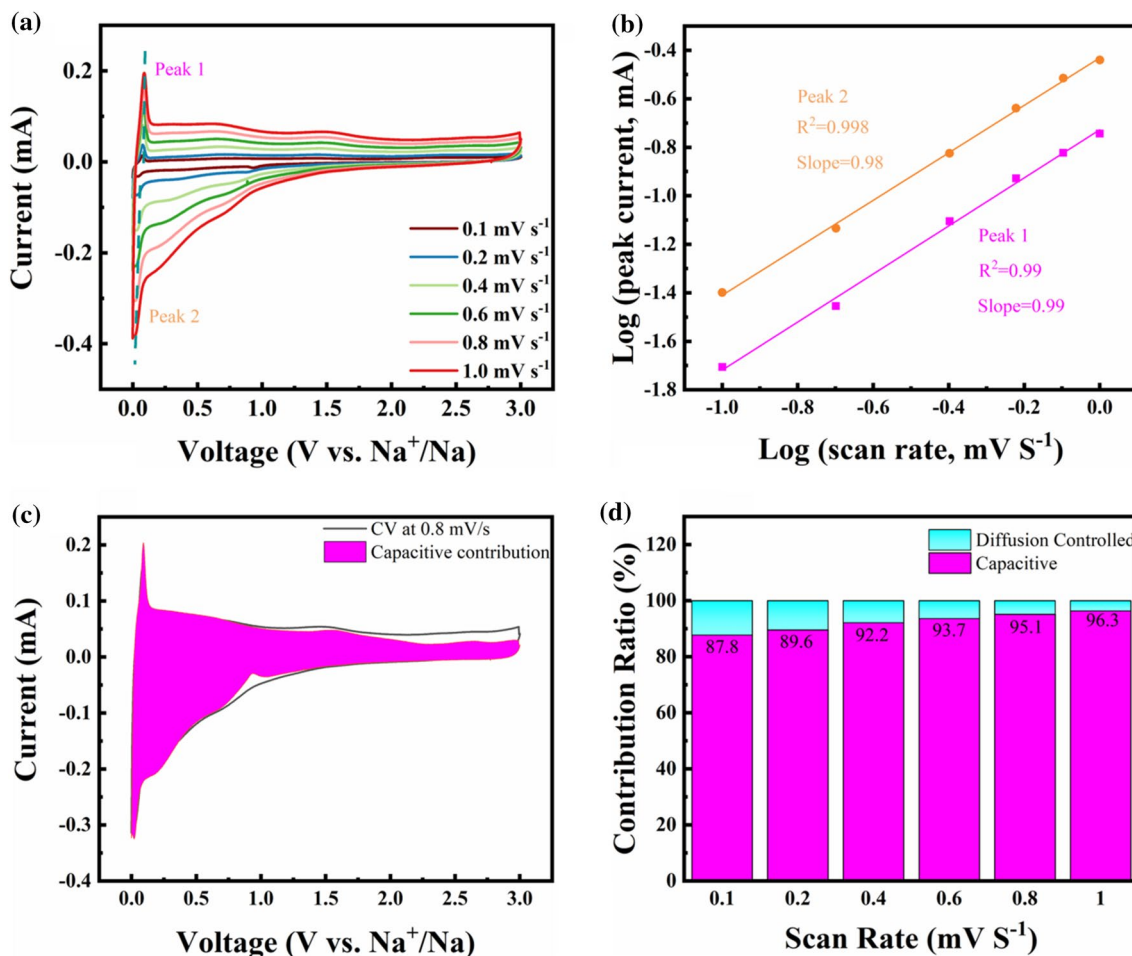 (a)
Peak 1
Peak 2
0.2
0.0
-0.2
-0.4
Current (mA)
0.1 mV s⁻¹
0.2 mV s⁻¹
0.4 mV s⁻¹
0.6 mV s⁻¹
0.8 mV s⁻¹
1.0 mV s⁻¹
0.0 0.5 1.0 1.5 2.0 2.5 3.0
Voltage (V vs. Na⁺/Na)
(b)
-0.4
-0.6
-0.8
-1.0
-1.2
-1.4
-1.6
-1.8
Log (peak current, mA)
Peak 2
R²=0.998
Slope=0.98
Peak 1
R²=0.99
Slope=0.99
-1.0 -0.8 -0.6 -0.4 -0.2 0.0
Log (scan rate, mV S⁻¹)
(c)
CV at 0.8 mV/s
Capacitive contribution
0.2
0.1
0.0
-0.1
-0.2
-0.3
-0.4
Current (mA)
0.0 0.5 1.0 1.5 2.0 2.5 3.0
Voltage (V vs. Na⁺/Na)
(d)
Diffusion Controlled
Capacitive
120
100
80
60
40
20
0
Contribution Ratio (%)
87.8 89.6 92.2 93.7 95.1 96.3
0.1 0.2 0.4 0.6 0.8 1
Scan Rate (mV S⁻¹)